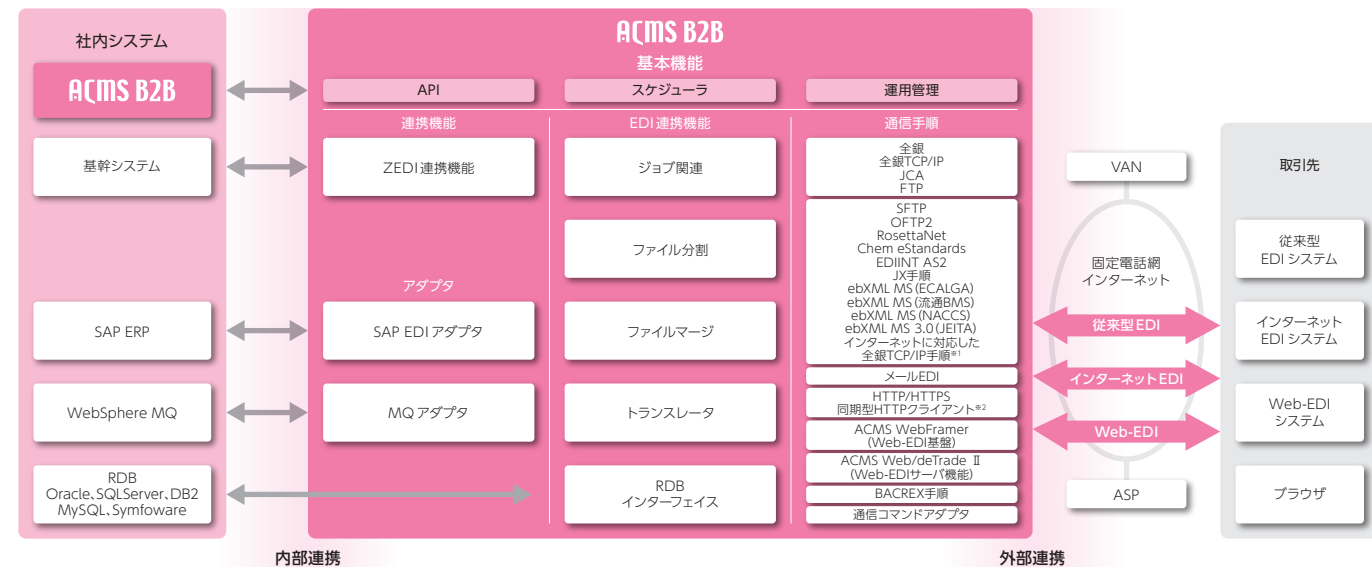 社内システム
ACMS B2B
基幹システム
SAP ERP
WebSphere MQ
RDB
Oracle、SQLServer、DB2
MySQL、Symfoware
内部連携
ACMS B2B
基本機能
API
スケジューラ
運用管理
連携機能
ZEDI連携機能
アダプタ
SAP EDIアダプタ
MQアダプタ
EDI連携機能
ジョブ関連
ファイル分割
ファイルマージ
トランスレータ
RDB
インターフェイス
通信手順
全銀
全銀TCP/IP
JCA
FTP
SFTP
OFTP2
RosettaNet
Chem eStandards
EDIINT AS2
JX手順
ebXML MS(ECALGA)
ebXML MS(流通BMS)
ebXML MS(NACCS)
ebXML MS 3.0(JEITA)
インターネットに対応した
全銀TCP/IP手順※1
メールEDI
HTTP/HTTPS
同期型HTTPクライアント※2
ACMS WebFramer
(Web-EDI基盤)
ACMS Web/deTrade Ⅱ
(Web-EDIサーバ機能)
BACREX手順
通信コマンドアダプタ
外部連携
VAN
固定電話網
インターネット
従来型EDI
インターネットEDI
Web-EDI
ASP
取引先
従来型
EDIシステム
インターネット
EDIシステム
Web-EDI
システム
ブラウザ